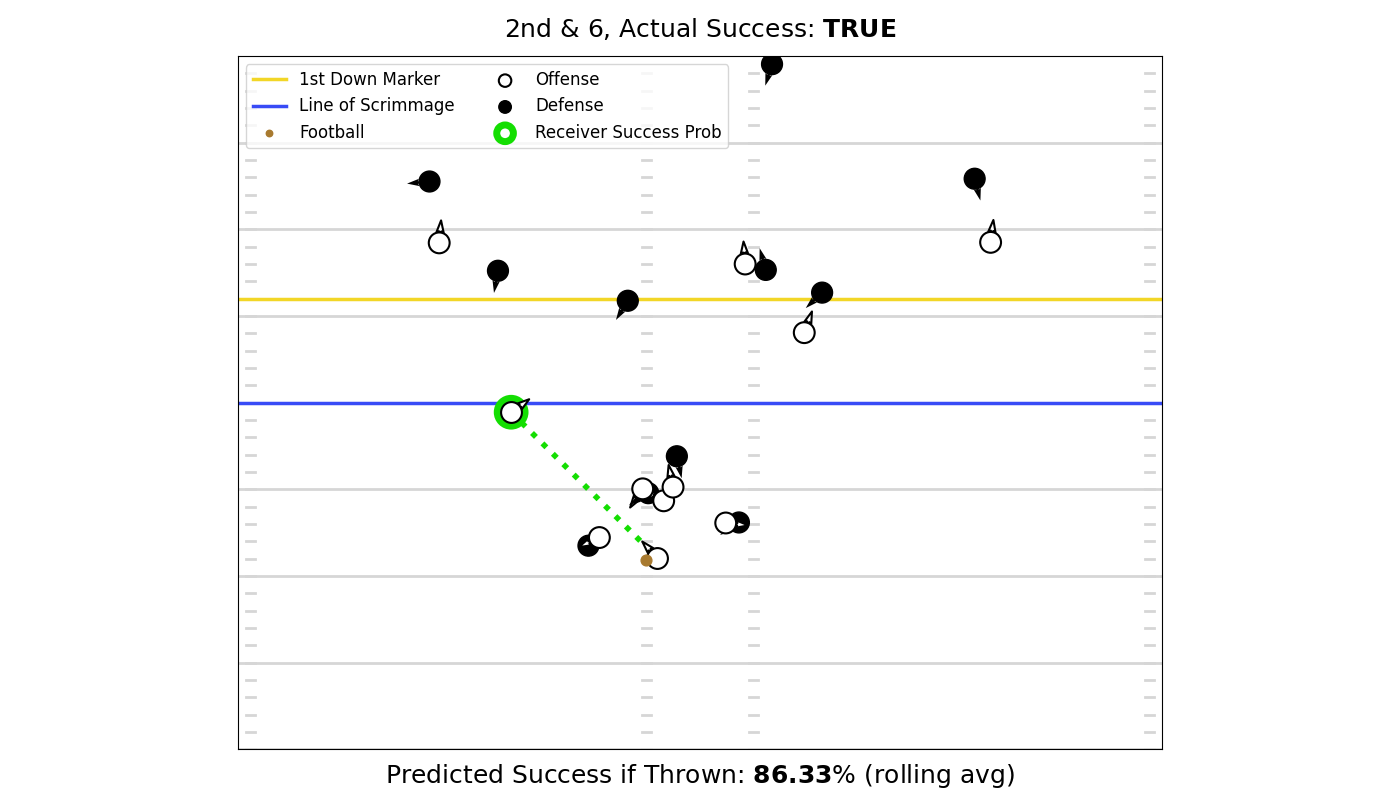 2nd & 6, Actual Success: TRUE
1st Down Marker
Line of Scrimmage
Football
Offense
Defense
Receiver Success Prob
Predicted Success if Thrown: 86.33% (rolling avg)